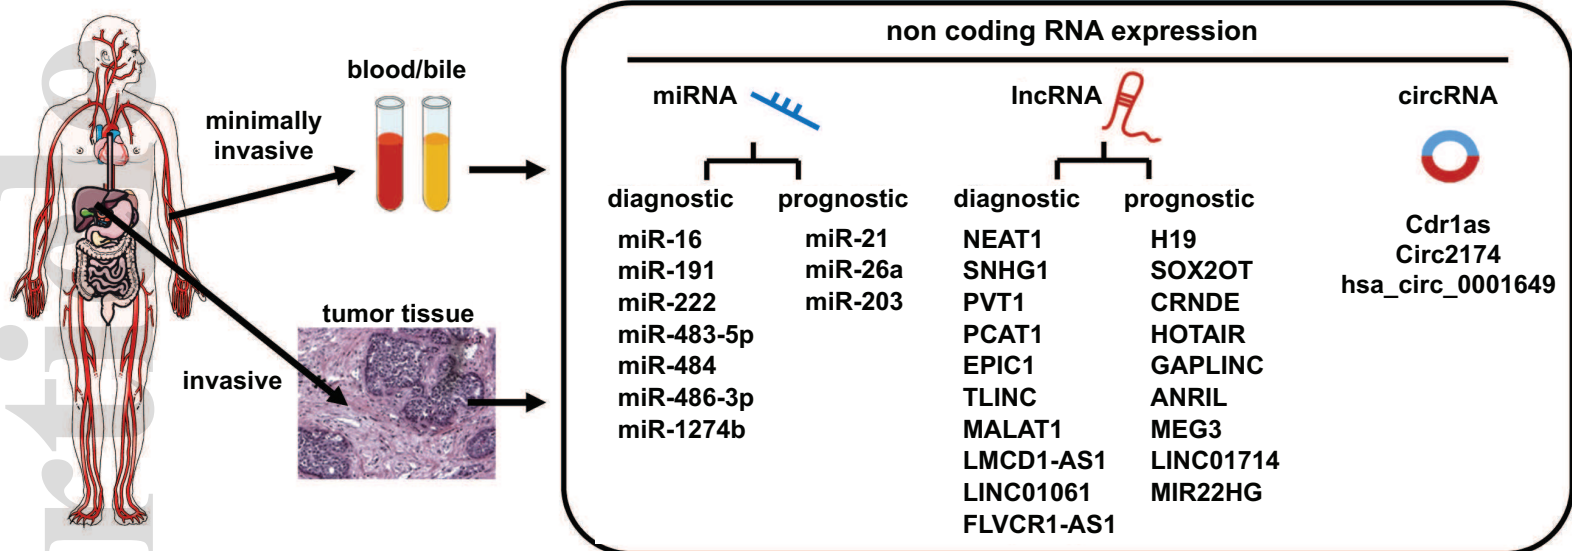 non coding RNA expression
blood/bile
minimally
invasive
tumor tissue
invasive
miRNA
diagnostic
miR-16
miR-191
miR-222
miR-483-5p
miR-484
miR-486-3p
miR-1274b
prognostic
miR-21
miR-26a
miR-203
lncRNA
diagnostic
NEAT1
SNHG1
PVT1
PCAT1
EPIC1
TLINC
MALAT1
LMCD1-AS1
LINC01061
FLVCR1-AS1
prognostic
H19
SOX2OT
CRNDE
HOTAIR
GAPLINC
ANRIL
MEG3
LINC01714
MIR22HG
circRNA
Cdr1as
Circ2174
hsa_circ_0001649